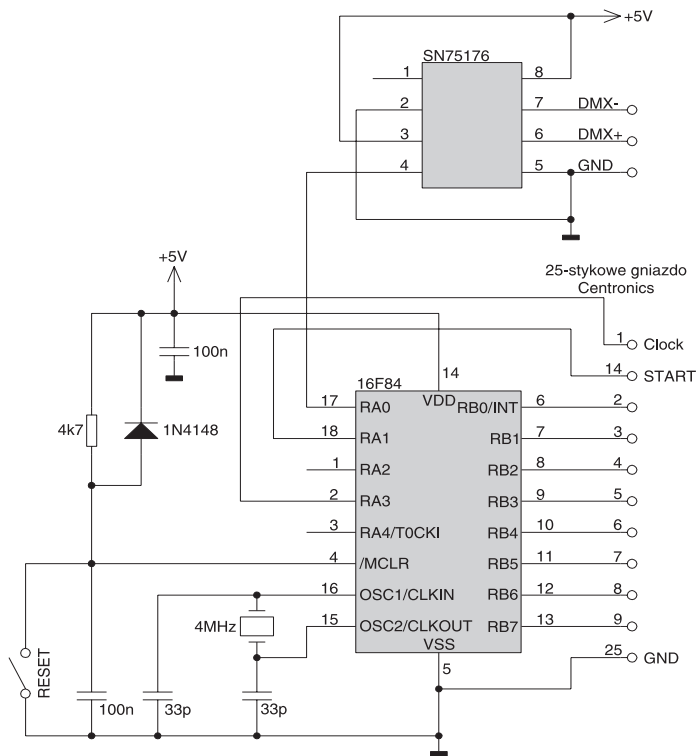 +5V
SN75176
1 8
2 7 DMX-
3 6 DMX+
4 5 GND
+5V
25-stykowe gniazdo
Centronics
1 Clock
100n
14 START
14
16F84
VDD
17 RA0 RB0/INT 6 2
4k7
1N4148
18 RA1 RB1 7 3
1 RA2 RB2 8 4
2 RA3 RB3 9 5
3 RA4/T0CKI RB4 10 6
4 /MCLR RB5 11 7
16 OSC1/CLKIN RB6 12 8
4MHz
15 OSC2/CLKOUT RB7 13 9
VSS
5
25 GND
RESET
100n
33p
33p